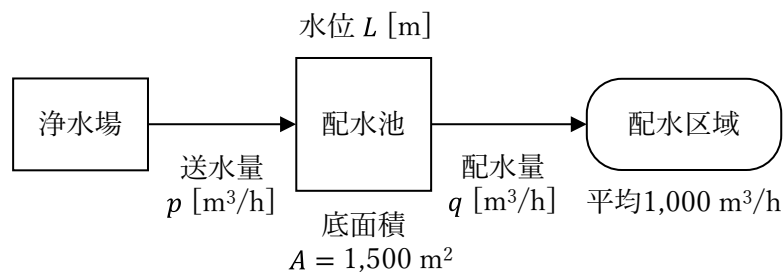 水位 L [m]
浄水場
配水池
配水区域
送水量
p [m³/h]
配水量
q [m³/h]
平均1,000 m³/h
底面積
A = 1,500 m²